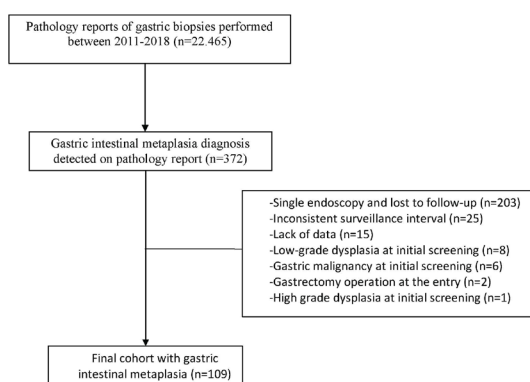 Pathology reports of gastric biopsies performed
between 2011-2018 (n=22.465)
Gastric intestinal metaplasia diagnosis
detected on pathology report (n=372)
-Single endoscopy and lost to follow-up (n=203)
-Inconsistent surveillance interval (n=25)
-Lack of data (n=15)
-Low-grade dysplasia at initial screening (n=8)
-Gastric malignancy at initial screening (n=6)
-Gastrectomy operation at the entry (n=2)
-High grade dysplasia at initial screening (n=1)
Final cohort with gastric
intestinal metaplasia (n=109)